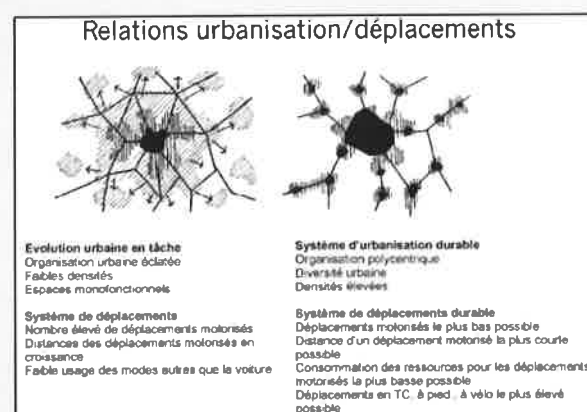 Relations urbanisation/déplacements
Evolution urbaine en tâche
Organisation urbaine éclatée
Faibles densités
Espaces monofonctionnels
Système de déplacements
Nombre élevé de déplacements motorisés
Distances des déplacements motorisés en
croissance
Faible usage des modes autres que la voiture
Système d'urbanisation durable
Organisation polycentrique
Diversité urbaine
Densités élevées
Système de déplacements durable
Déplacements motorisés le plus bas possible
Distance d'un déplacement motorisé la plus courte
possible
Consommation des ressources pour les déplacements
motorisés la plus basse possible
Déplacements en TC, à pied, à vélo le plus élevé
possible